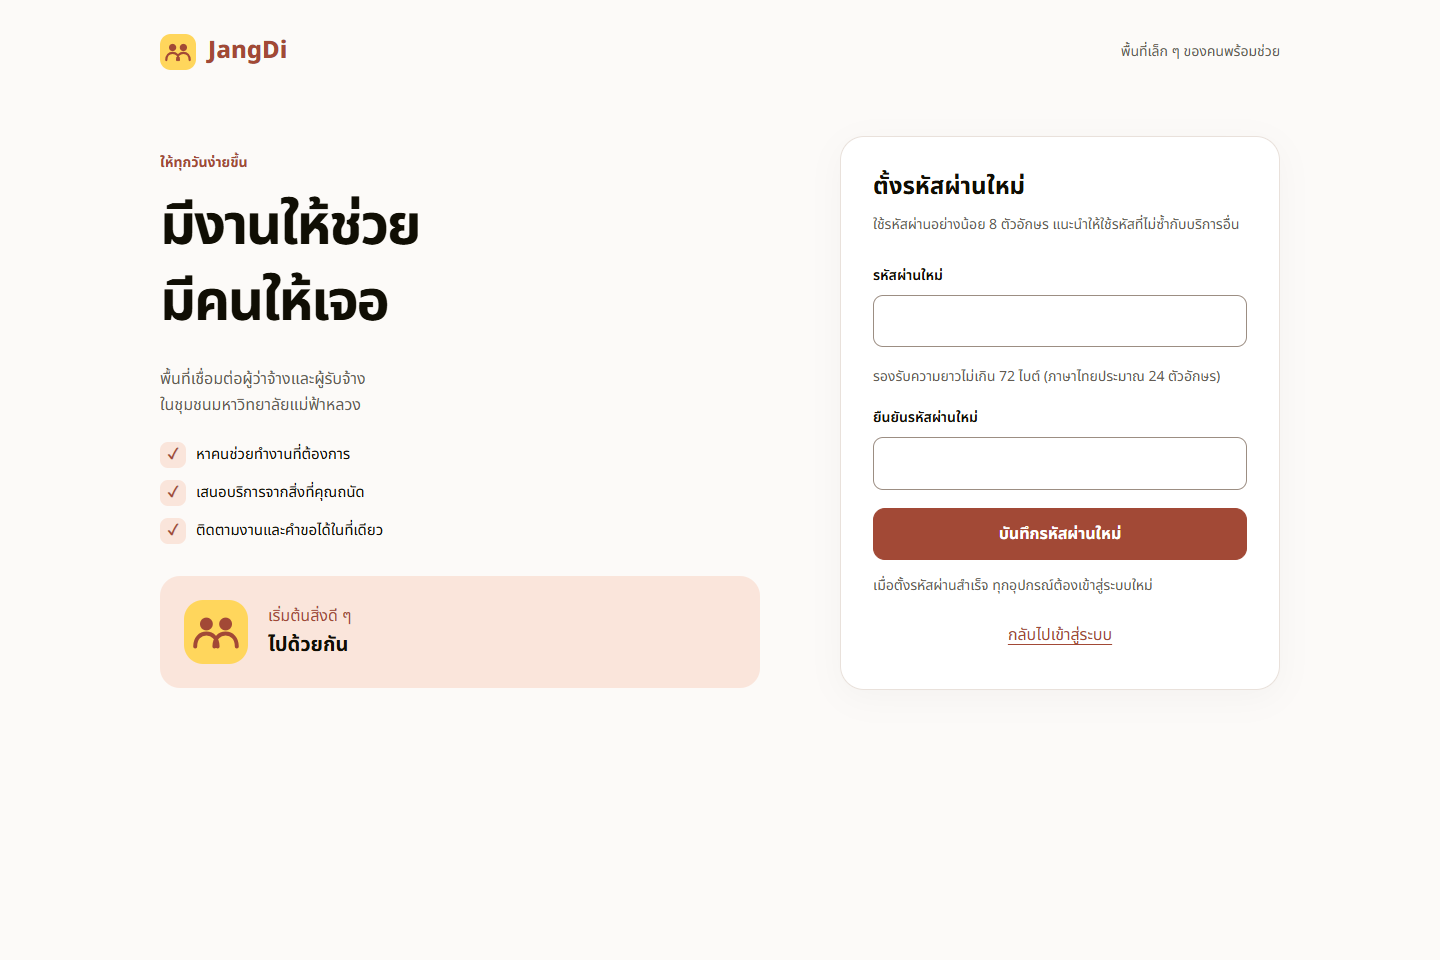 JangDi
พื้นที่เล็ก ๆ ของคนพร้อมช่วย
ให้ทุกวันง่ายขึ้น
มีงานให้ช่วย
มีคนให้เจอ
พื้นที่เชื่อมต่อผู้ว่าจ้างและผู้รับจ้าง
ในชุมชนมหาวิทยาลัยแม่ฟ้าหลวง
✓ หาคนช่วยทำงานที่ต้องการ
✓ เสนอบริการจากสิ่งที่คุณถนัด
✓ ติดตามงานและคำขอได้ในที่เดียว
เริ่มต้นสิ่งดี ๆ
ไปด้วยกัน
ตั้งรหัสผ่านใหม่
ใช้รหัสผ่านอย่างน้อย 8 ตัวอักษร แนะนำให้ใช้รหัสที่ไม่ซ้ำกับบริการอื่น
รหัสผ่านใหม่
รองรับความยาวไม่เกิน 72 ไบต์ (ภาษาไทยประมาณ 24 ตัวอักษร)
ยืนยันรหัสผ่านใหม่
บันทึกรหัสผ่านใหม่
เมื่อตั้งรหัสผ่านสำเร็จ ทุกอุปกรณ์ต้องเข้าสู่ระบบใหม่
กลับไปเข้าสู่ระบบ